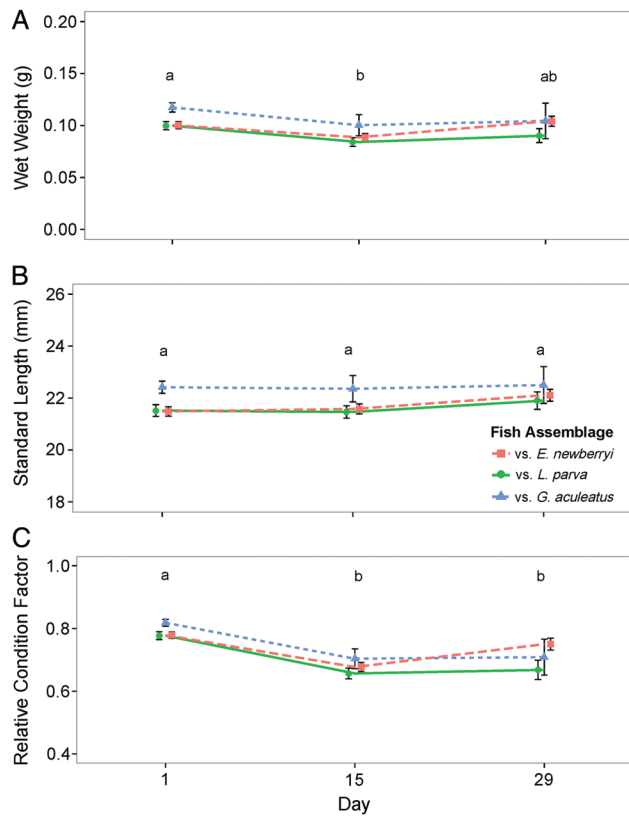 A
Wet Weight (g)
0.20
0.15
0.10
0.05
0.00
a
b
ab
B
Standard Length (mm)
26
24
22
20
18
a
a
a
Fish Assemblage
vs. E. newberryi
vs. L. parva
vs. G. aculeatus
C
Relative Condition Factor
1.0
0.8
0.6
0.4
a
b
b
1
15
29
Day